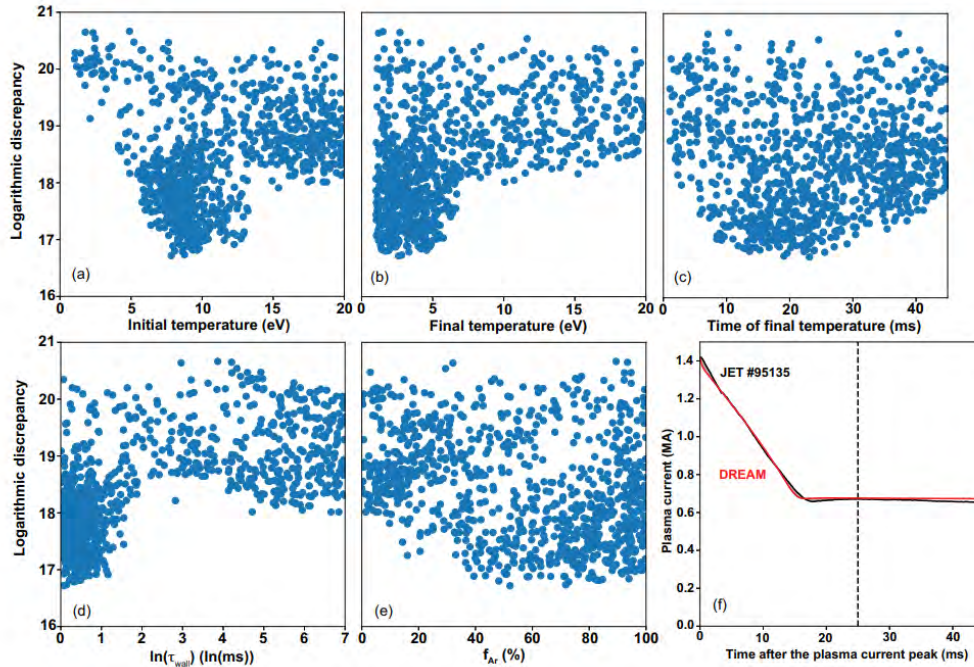 21
20
19
18
17
16
Logarithmic discrepancy
(a)
0 5 10 15 20
Initial temperature (eV)
(b)
0 5 10 15 20
Final temperature (eV)
(c)
0 10 20 30 40
Time of final temperature (ms)
21
20
19
18
17
16
Logarithmic discrepancy
(d)
0 1 2 3 4 5 6 7
ln(τwall) (ln(ms))
(e)
0 20 40 60 80 100
fAr (%)
1.4
1.2
1.0
0.8
0.6
0.4
0.2
0.0
Plasma current (MA)
JET #95135
DREAM
(f)
0 10 20 30 40
Time after the plasma current peak (ms)